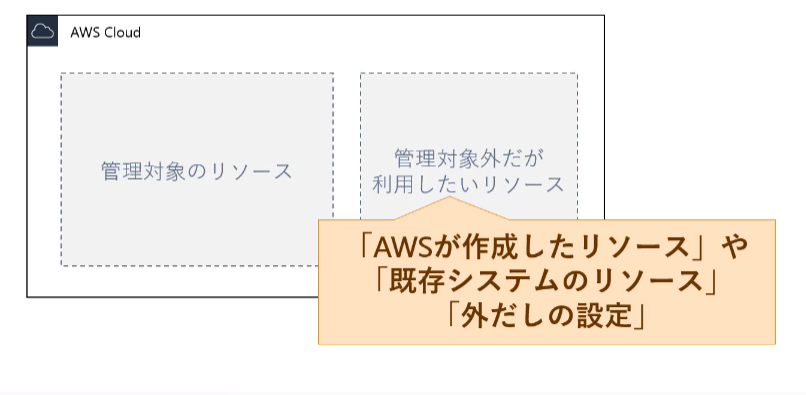 AWS Cloud
管理対象のリソース
管理対象外だが
利用したいリソース
「AWSが作成したリソース」や
「既存システムのリソース」
「外だしの設定」